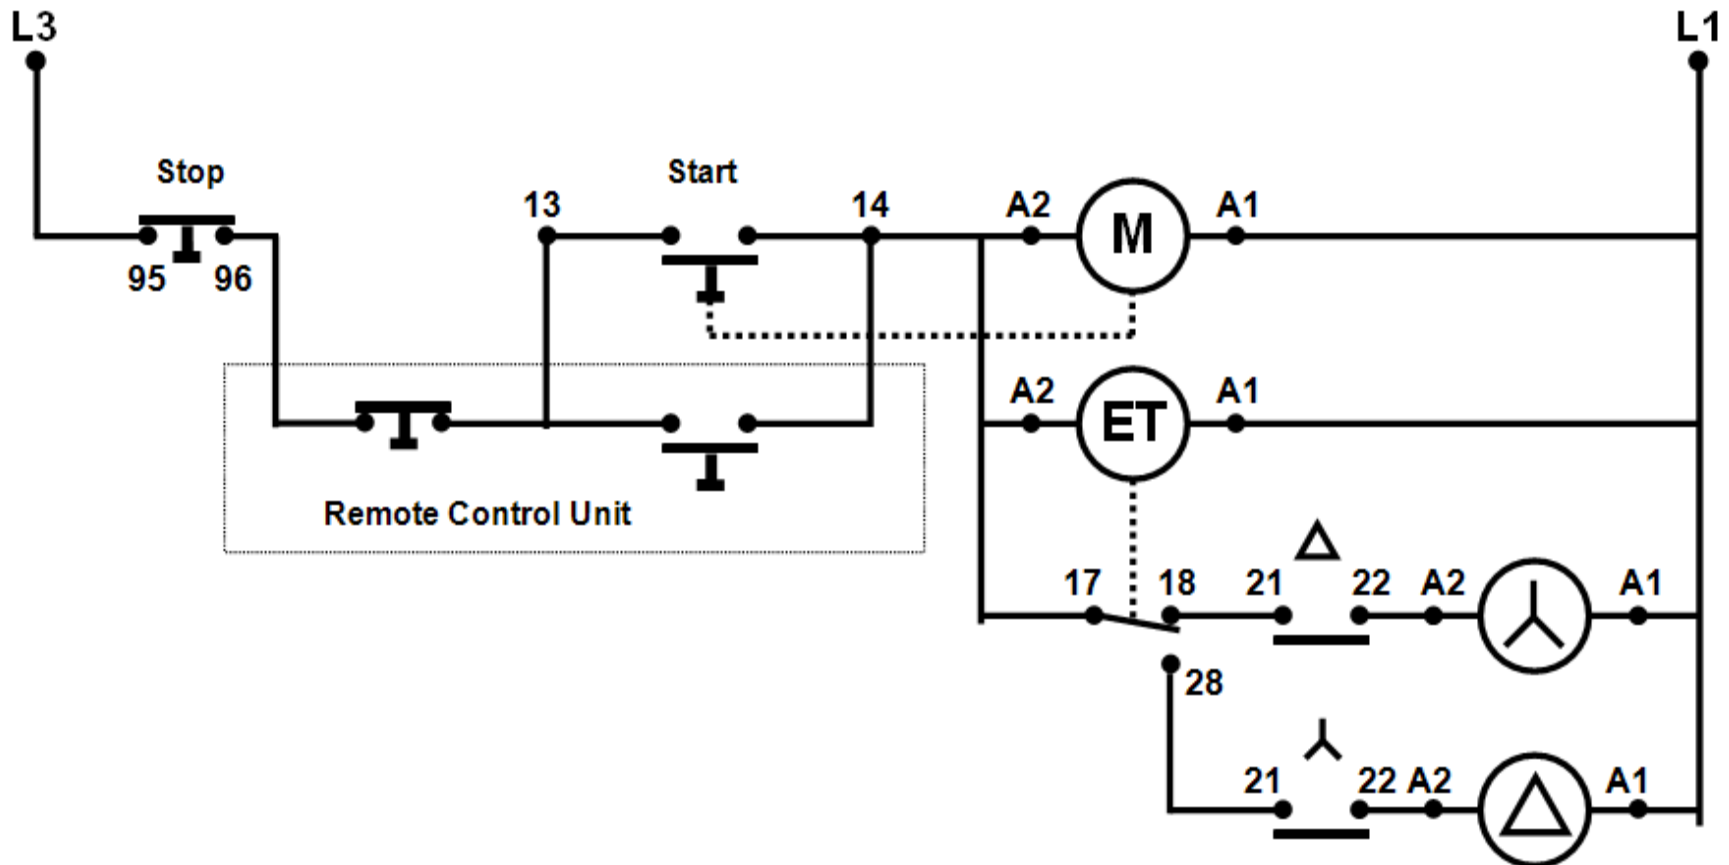 L3
L1
Stop
Start
13
14
A2
M
A1
95
96
A2
ET
A1
Remote Control Unit
17
18
21
22
A2
A1
28
21
22
A2
A1